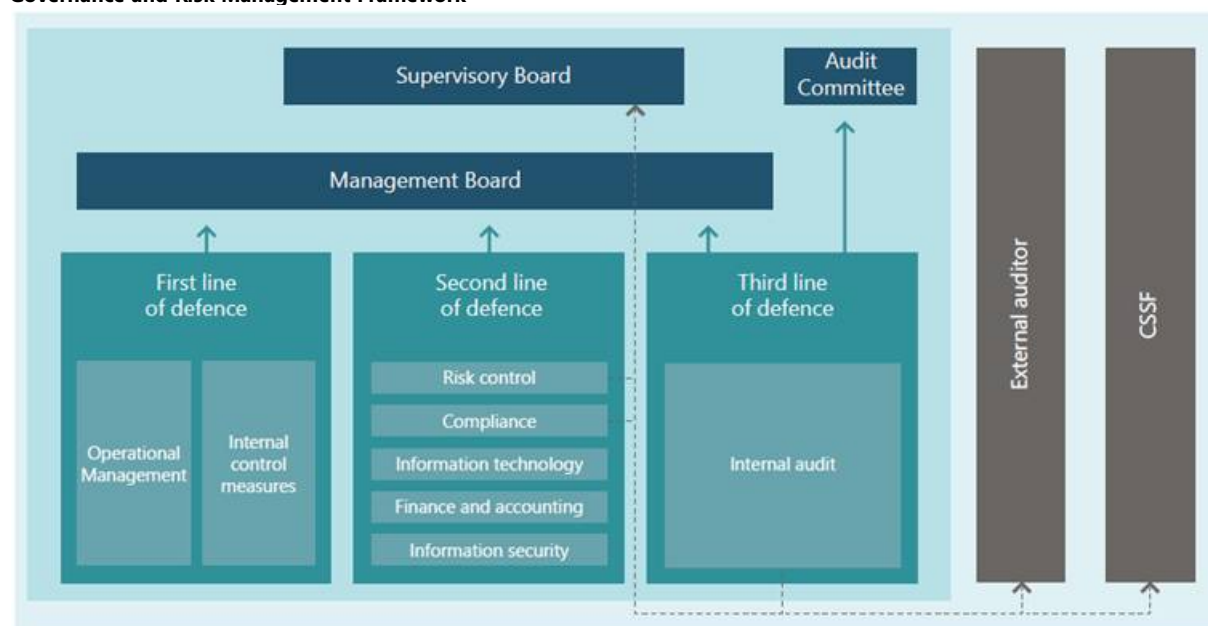 Governance and Risk Management Framework
Supervisory Board
Audit
Committee
Management Board
First line
of defence
Second line
of defence
Third line
of defence
Operational
Management
Internal
control
measures
Risk control
Compliance
Information technology
Finance and accounting
Information security
Internal audit
External auditor
CSSF